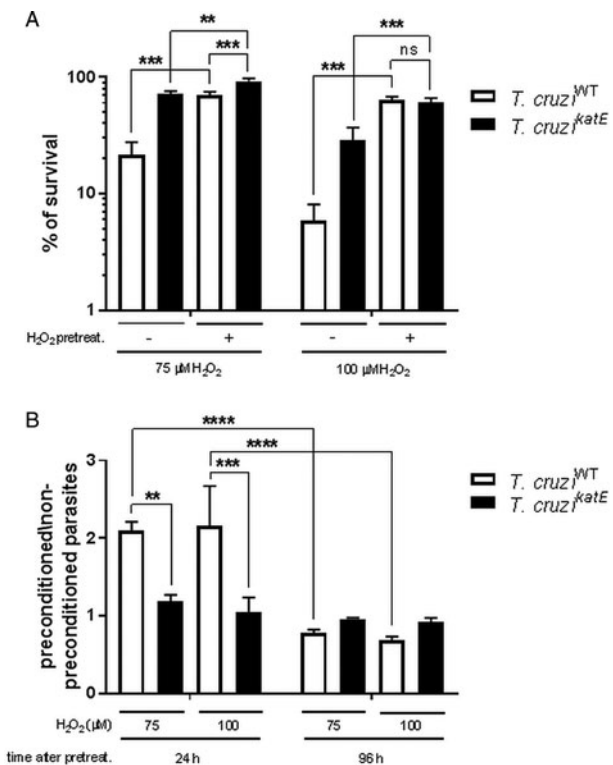 A
**
***
***
***
***
ns
T. cruzi WT
T. cruzi katE
% of survival
100
10
1
H2O2 pretreat.
- + - +
75 µM H2O2 100 µM H2O2
B
****
****
**
***
T. cruzi WT
T. cruzi katE
preconditioned\non-
preconditioned parasites
3
2
1
0
H2O2 (µM) 75 100 75 100
time ater pretreat. 24 h 96 h